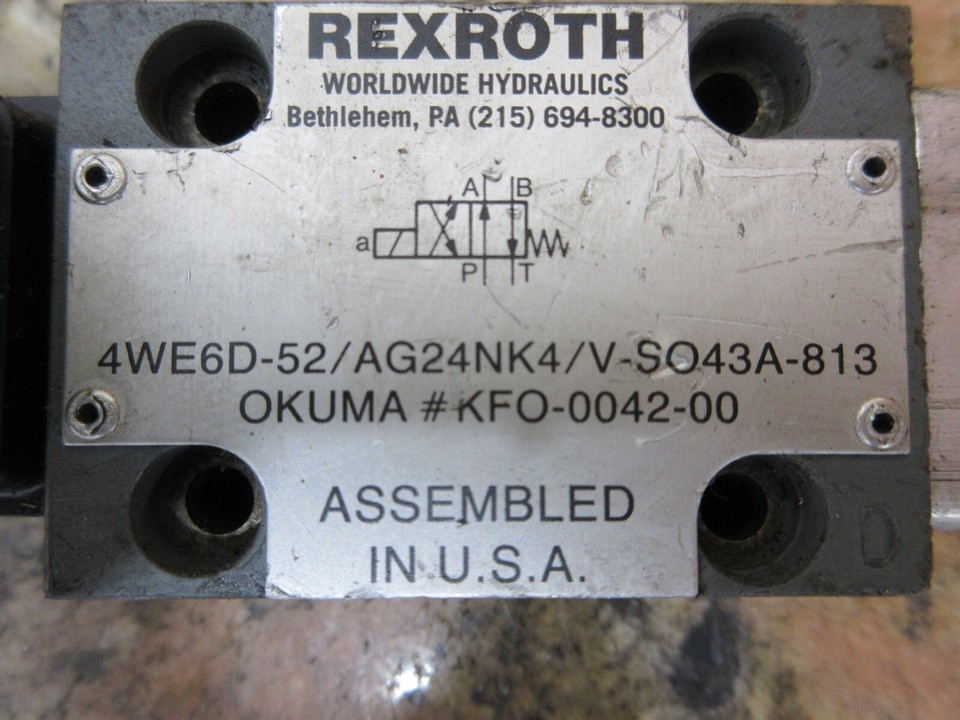 REXROTH
WORLDWIDE HYDRAULICS
Bethlehem, PA (215) 694-8300
A B
a
P T
4WE6D-52/AG24NK4/V-SO43A-813
OKUMA #KFO-0042-00
ASSEMBLED
IN U.S.A.
D